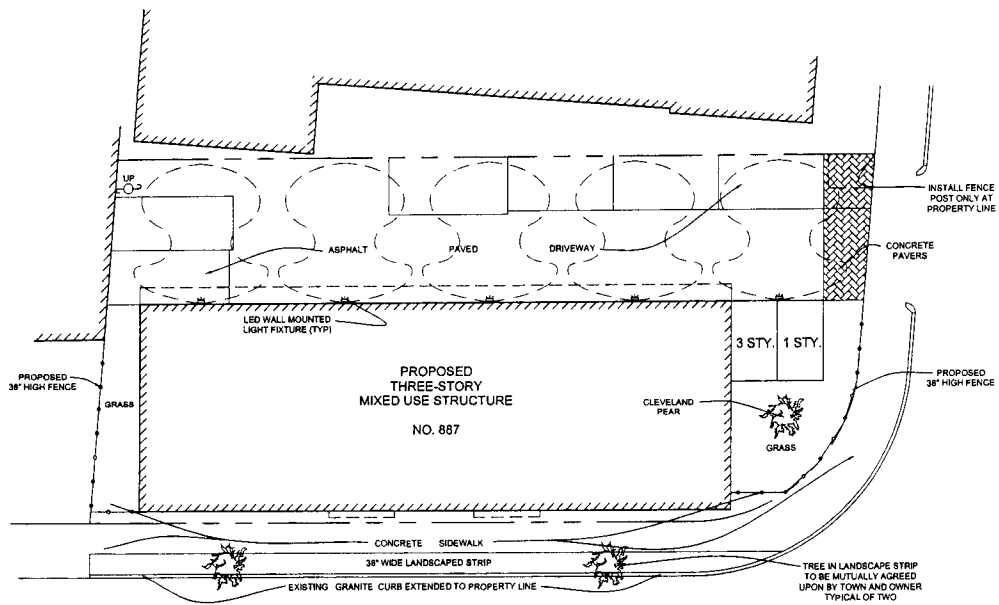 UP
INSTALL FENCE
POST ONLY AT
PROPERTY LINE
ASPHALT PAVED DRIVEWAY
CONCRETE
PAVERS
LED WALL MOUNTED
LIGHT FIXTURE (TYP)
3 STY. 1 STY.
PROPOSED
36" HIGH FENCE
PROPOSED
THREE-STORY
MIXED USE STRUCTURE
NO. 887
PROPOSED
36" HIGH FENCE
GRASS
CLEVELAND
PEAR
GRASS
CONCRETE SIDEWALK
36" WIDE LANDSCAPED STRIP
TREE IN LANDSCAPE STRIP
TO BE MUTUALLY AGREED
UPON BY TOWN AND OWNER
TYPICAL OF TWO
EXISTING GRANITE CURB EXTENDED TO PROPERTY LINE